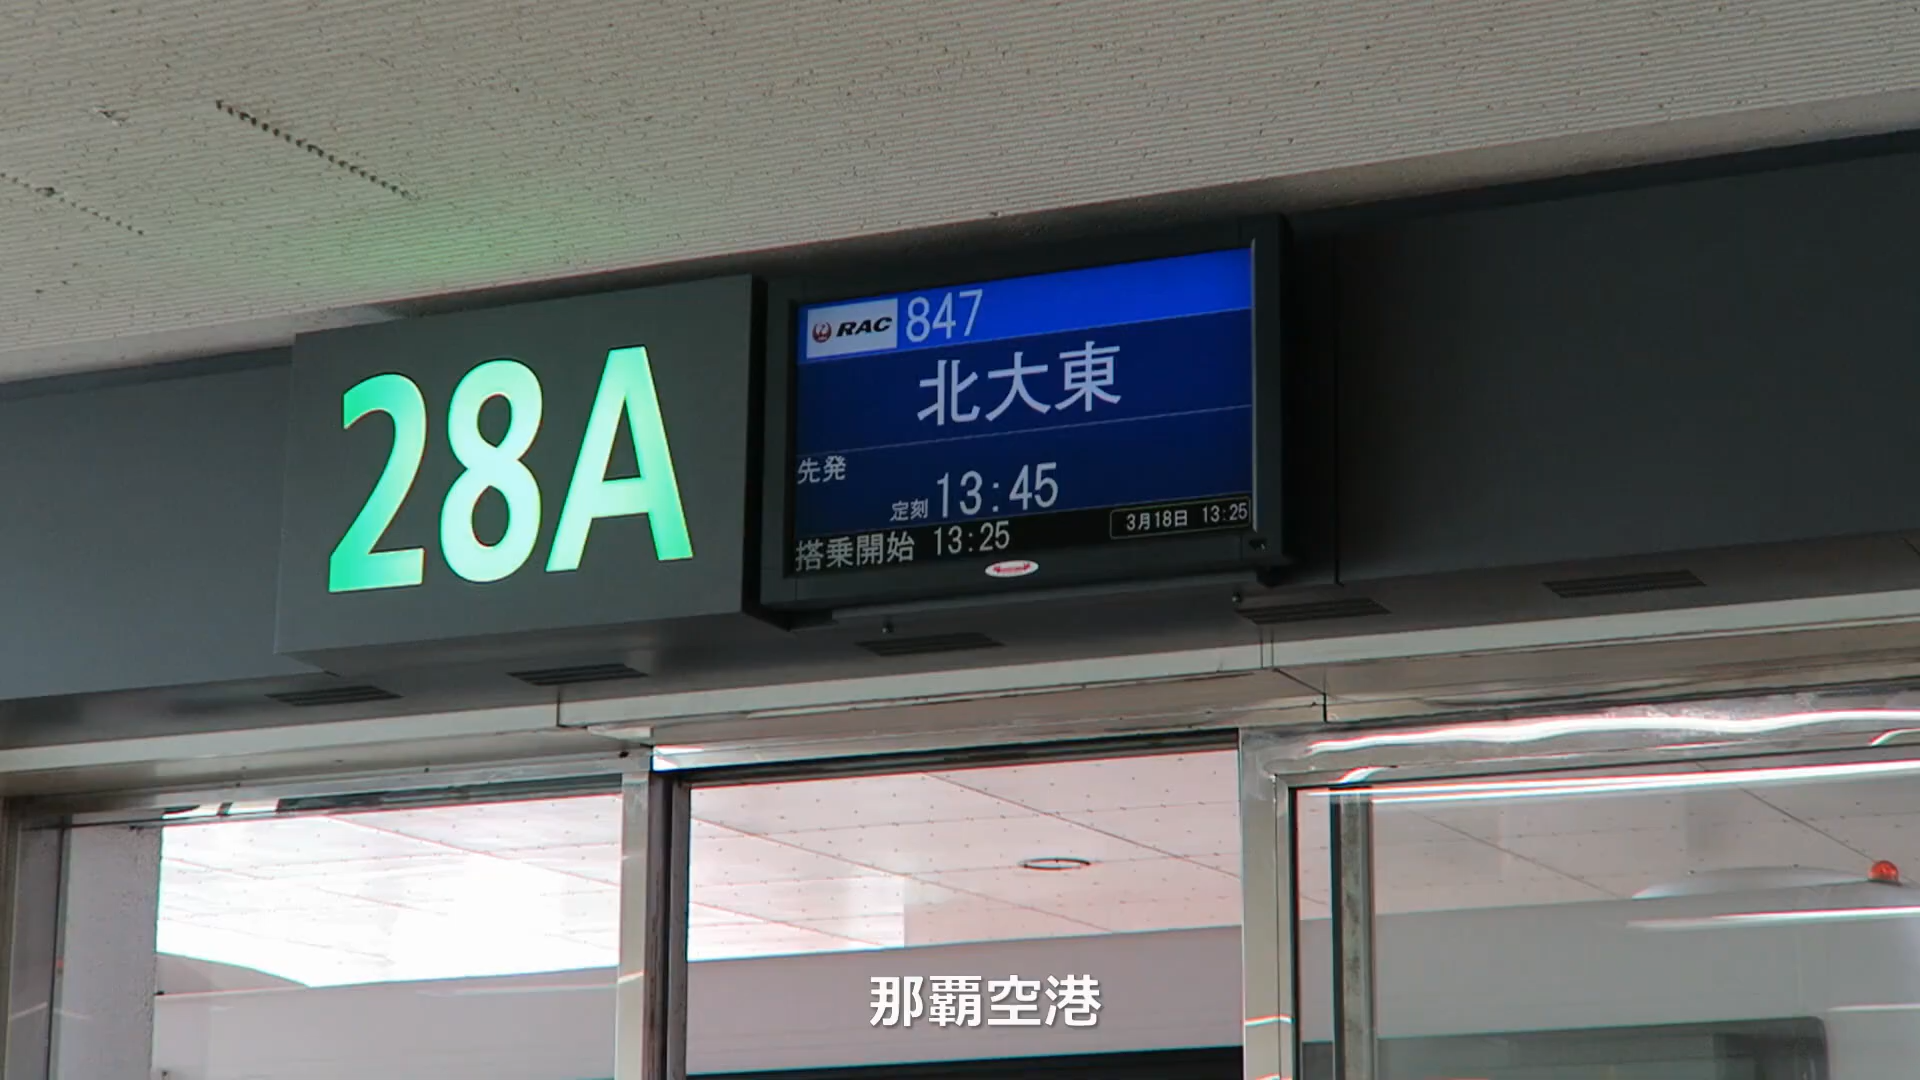 28A
RAC 847
北大東
先発
定刻 13:45
搭乗開始 13:25
3月18日 13:25
那覇空港